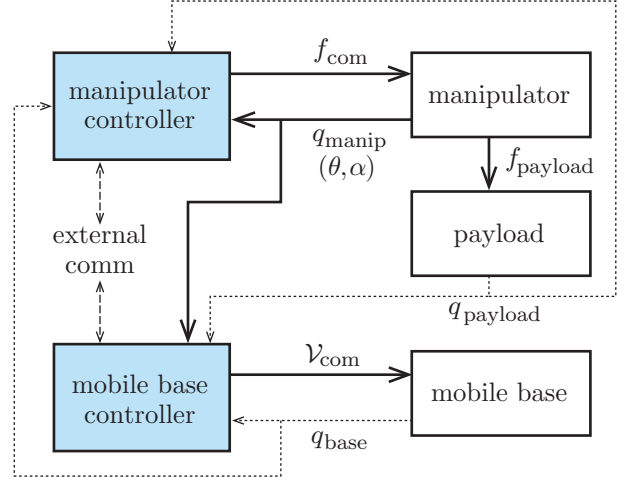 manipulator
controller
f_com
manipulator
q_manip
(θ, α)
f_payload
external
comm
payload
q_payload
mobile base
controller
𝒱_com
mobile base
q_base